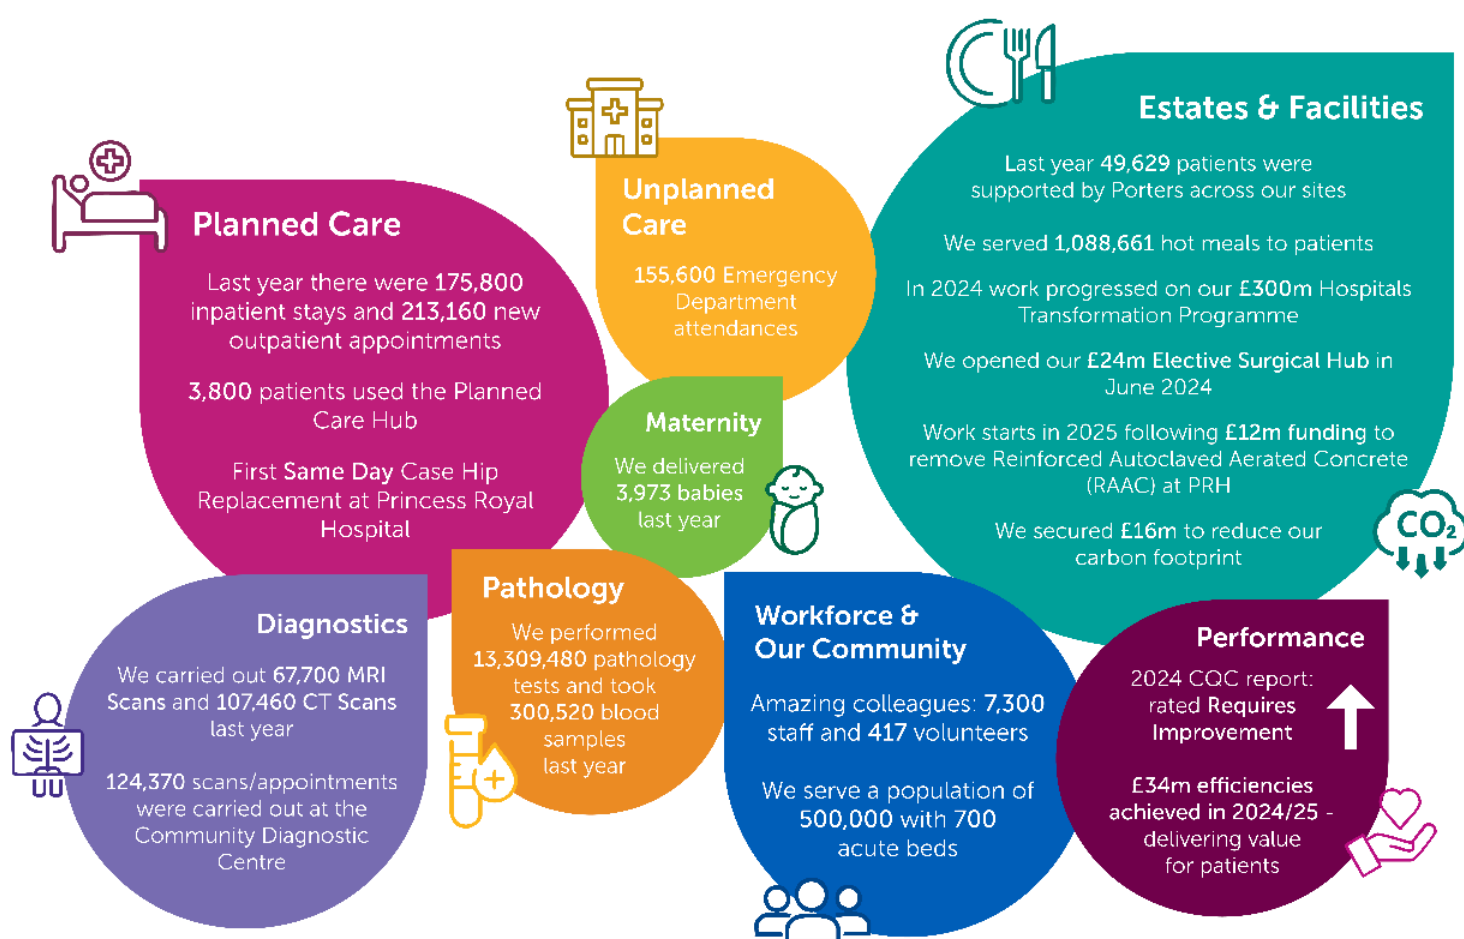 Planned Care
Last year there were 175,800
inpatient stays and 213,160 new
outpatient appointments
3,800 patients used the Planned
Care Hub
First Same Day Case Hip
Replacement at Princess Royal
Hospital
Unplanned
Care
155,600 Emergency
Department
attendances
Estates & Facilities
Last year 49,629 patients were
supported by Porters across our sites
We served 1,088,661 hot meals to patients
In 2024 work progressed on our £300m Hospitals
Transformation Programme
We opened our £24m Elective Surgical Hub in
June 2024
Work starts in 2025 following £12m funding to
remove Reinforced Autoclaved Aerated Concrete
(RAAC) at PRH
We secured £16m to reduce our
carbon footprint
CO₂
Maternity
We delivered
3,973 babies
last year
Diagnostics
We carried out 67,700 MRI
Scans and 107,460 CT Scans
last year
124,370 scans/appointments
were carried out at the
Community Diagnostic
Centre
Pathology
We performed
13,309,480 pathology
tests and took
300,520 blood
samples
last year
Workforce &
Our Community
Amazing colleagues: 7,300
staff and 417 volunteers
We serve a population of
500,000 with 700
acute beds
Performance
2024 CQC report:
rated Requires
Improvement
£34m efficiencies
achieved in 2024/25 -
delivering value
for patients